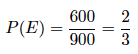 P(E) = 600/900 = 2/3